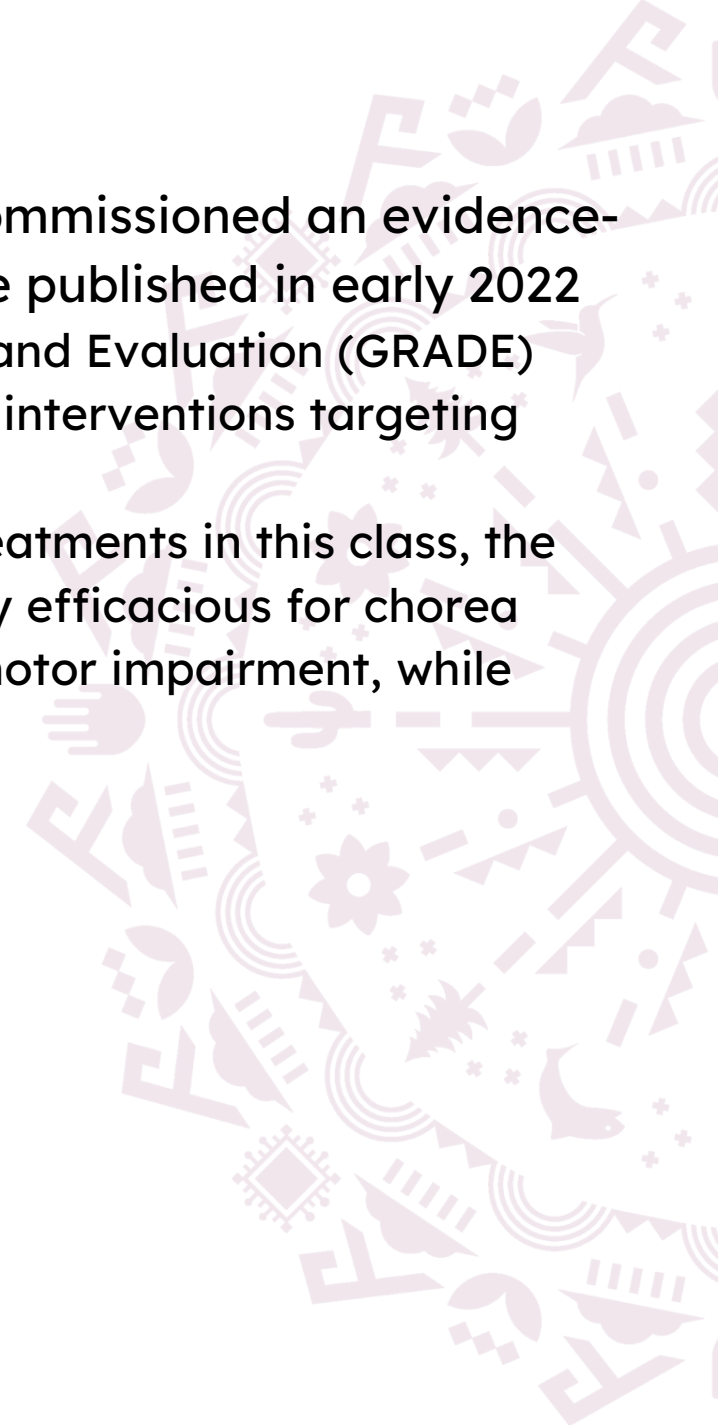 ommissioned an evidence-
e published in early 2022
and Evaluation (GRADE)
interventions targeting
eatments in this class, the
y efficacious for chorea
notor impairment, while